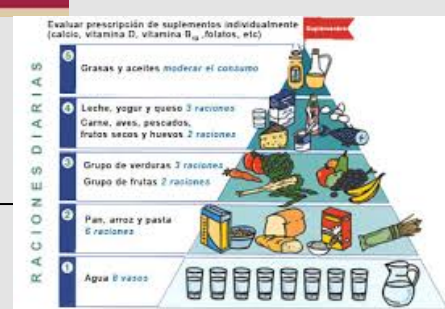 Evaluar prescripción de suplementos individualmente
(calcio, vitamina D, vitamina B12, folatos, etc)
Suplementos
RACIONES DIARIAS
5
Grasas y aceites moderar el consumo
4
Leche, yogur y queso 3 raciones
Carne, aves, pescados,
frutos secos y huevos 2 raciones
3
Grupo de verduras 3 raciones
Grupo de frutas 2 raciones
2
Pan, arroz y pasta
6 raciones
1
Agua 8 vasos